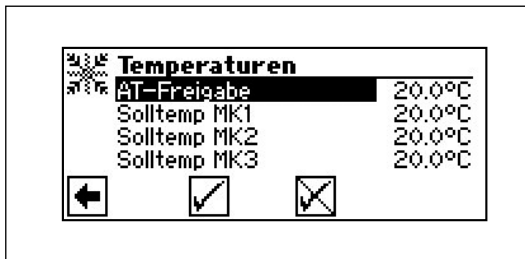 Temperaturen
AT-Freigabe 20.0°C
Solltemp MK1 20.0°C
Solltemp MK2 20.0°C
Solltemp MK3 20.0°C